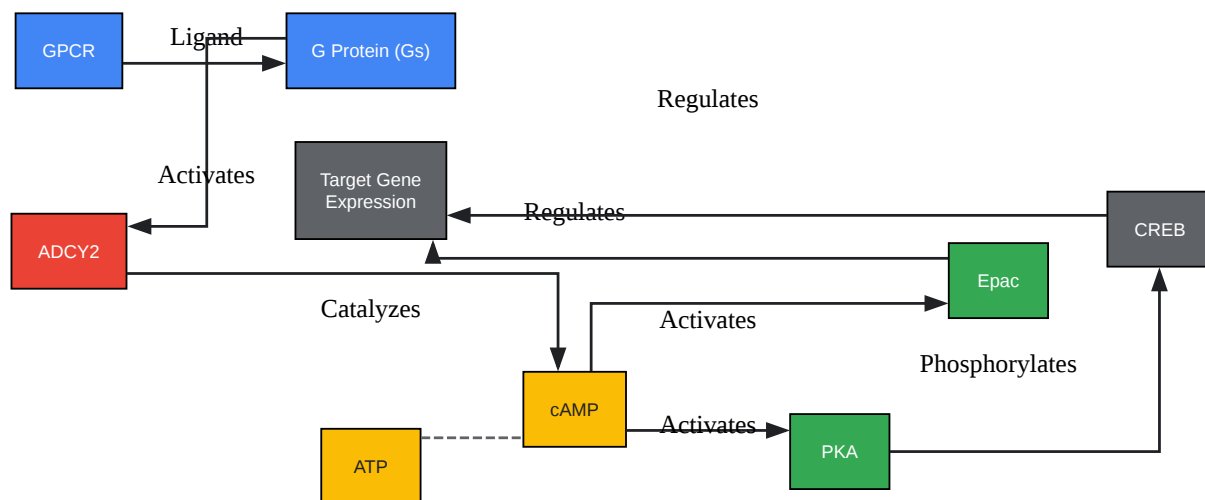 GPCR
Ligand
G Protein (Gs)
Regulates
Activates
Target Gene
Expression
Regulates
CREB
ADCY2
Epac
Catalyzes
Activates
Phosphorylates
cAMP
Activates
PKA
ATP